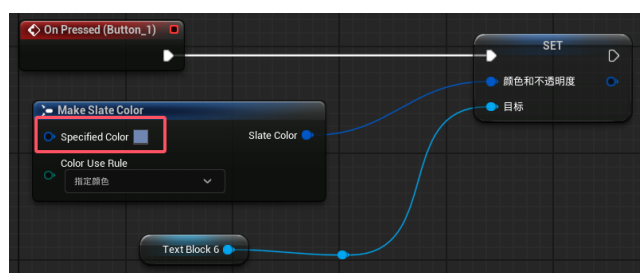 On Pressed (Button_1)
SET
颜色和不透明度
目标
Make Slate Color
Specified Color
Slate Color
Color Use Rule
指定颜色
Text Block 6